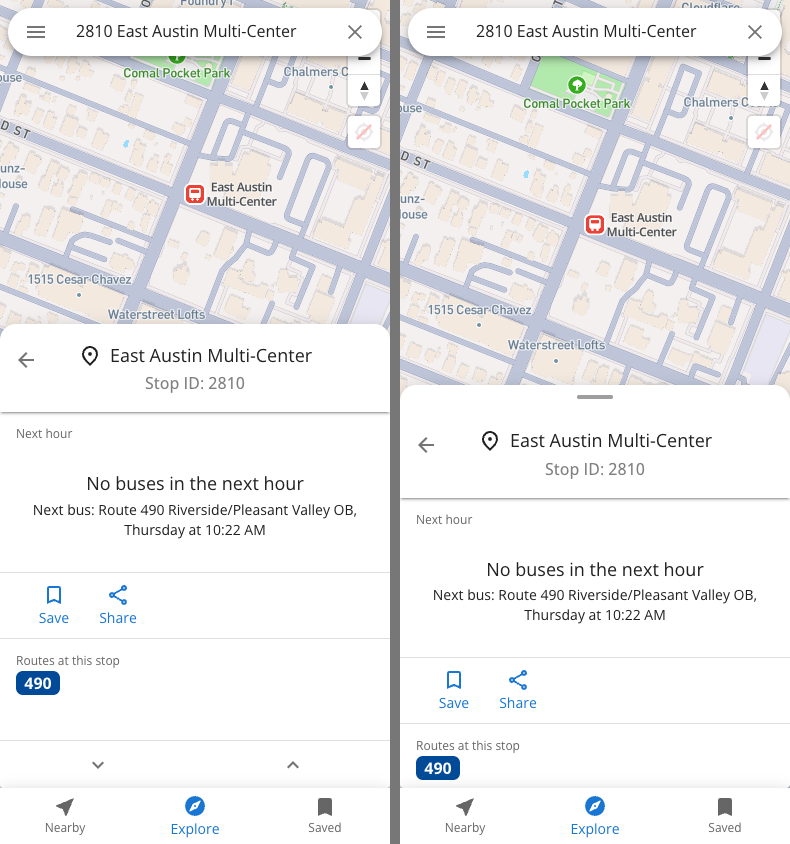 Foundry I
2810 East Austin Multi-Center
Comal Pocket Park
Chalmers C
D ST
unz-
House
East Austin
Multi-Center
1515 Cesar Chavez
Waterstreet Lofts
East Austin Multi-Center
Stop ID: 2810
Next hour
No buses in the next hour
Next bus: Route 490 Riverside/Pleasant Valley OB,
Thursday at 10:22 AM
Save
Share
Routes at this stop
490
Nearby
Explore
Saved
Cloudflare
2810 East Austin Multi-Center
Comal Pocket Park
Chalmers C
D ST
unz-
House
East Austin
Multi-Center
1515 Cesar Chavez
Waterstreet Lofts
East Austin Multi-Center
Stop ID: 2810
Next hour
No buses in the next hour
Next bus: Route 490 Riverside/Pleasant Valley OB,
Thursday at 10:22 AM
Save
Share
Routes at this stop
490
Nearby
Explore
Saved